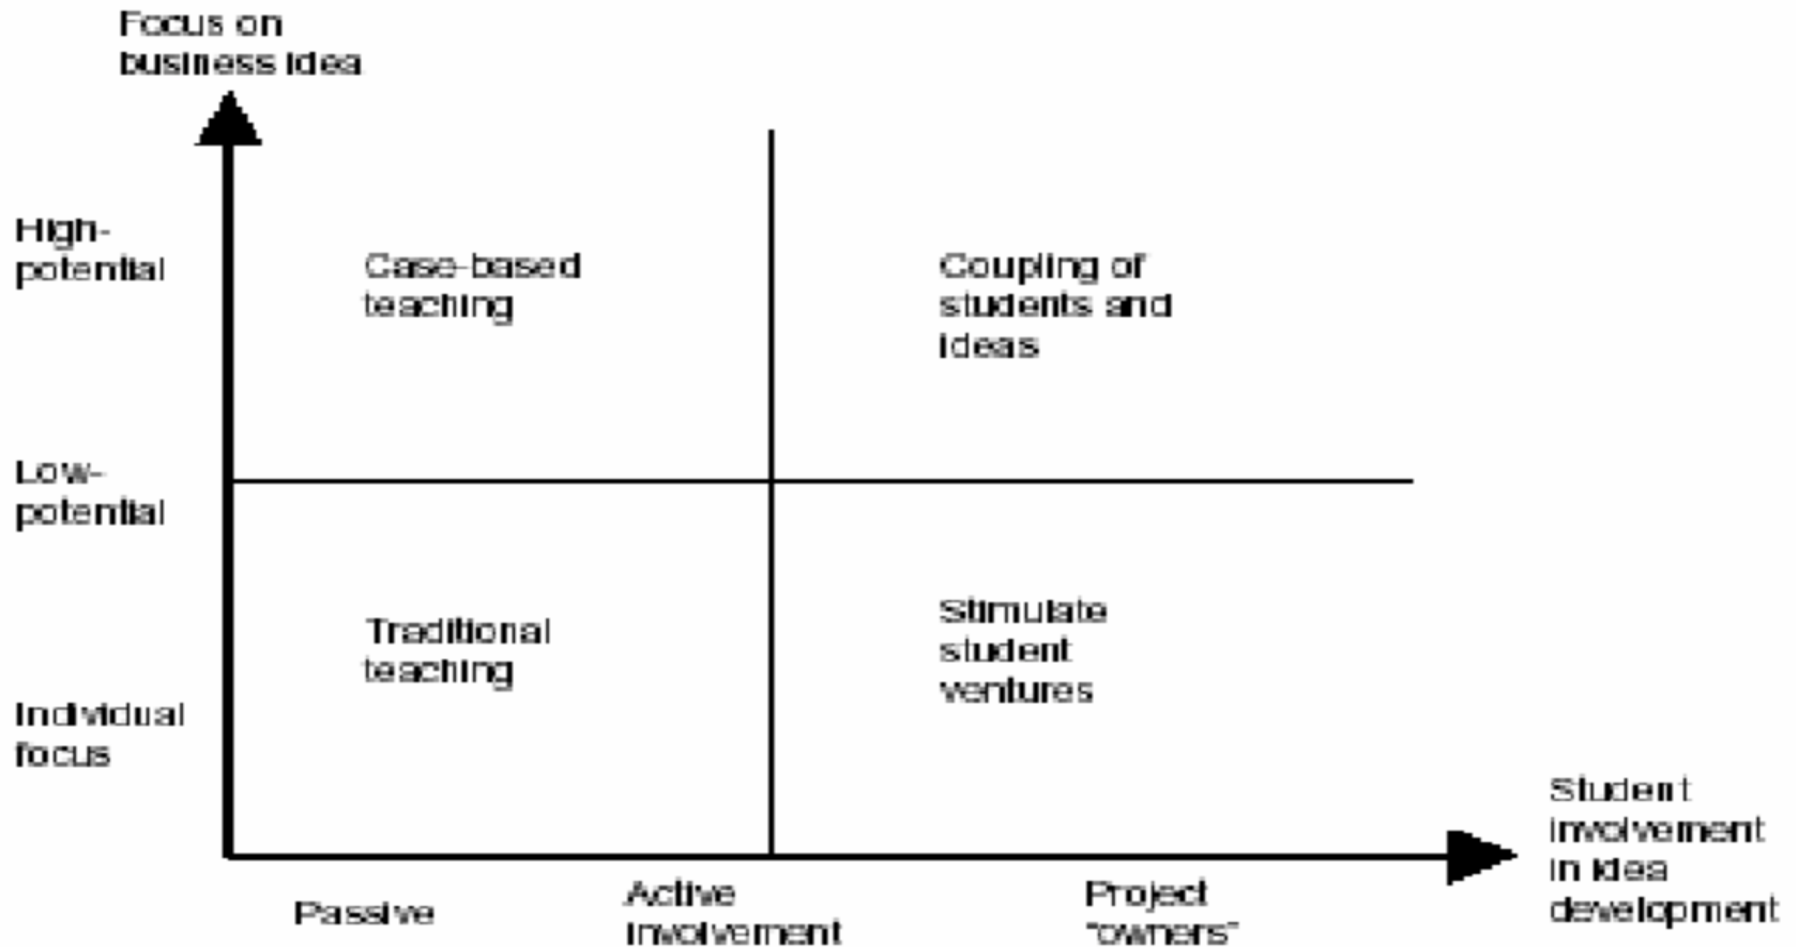 Focus on
business idea
High-
potential
Case-based
teaching
Coupling of
students and
ideas
Low-
potential
Traditional
teaching
Stimulate
student
ventures
Individual
focus
Student
involvement
in idea
development
Passive
Active
involvement
Project
"owners"